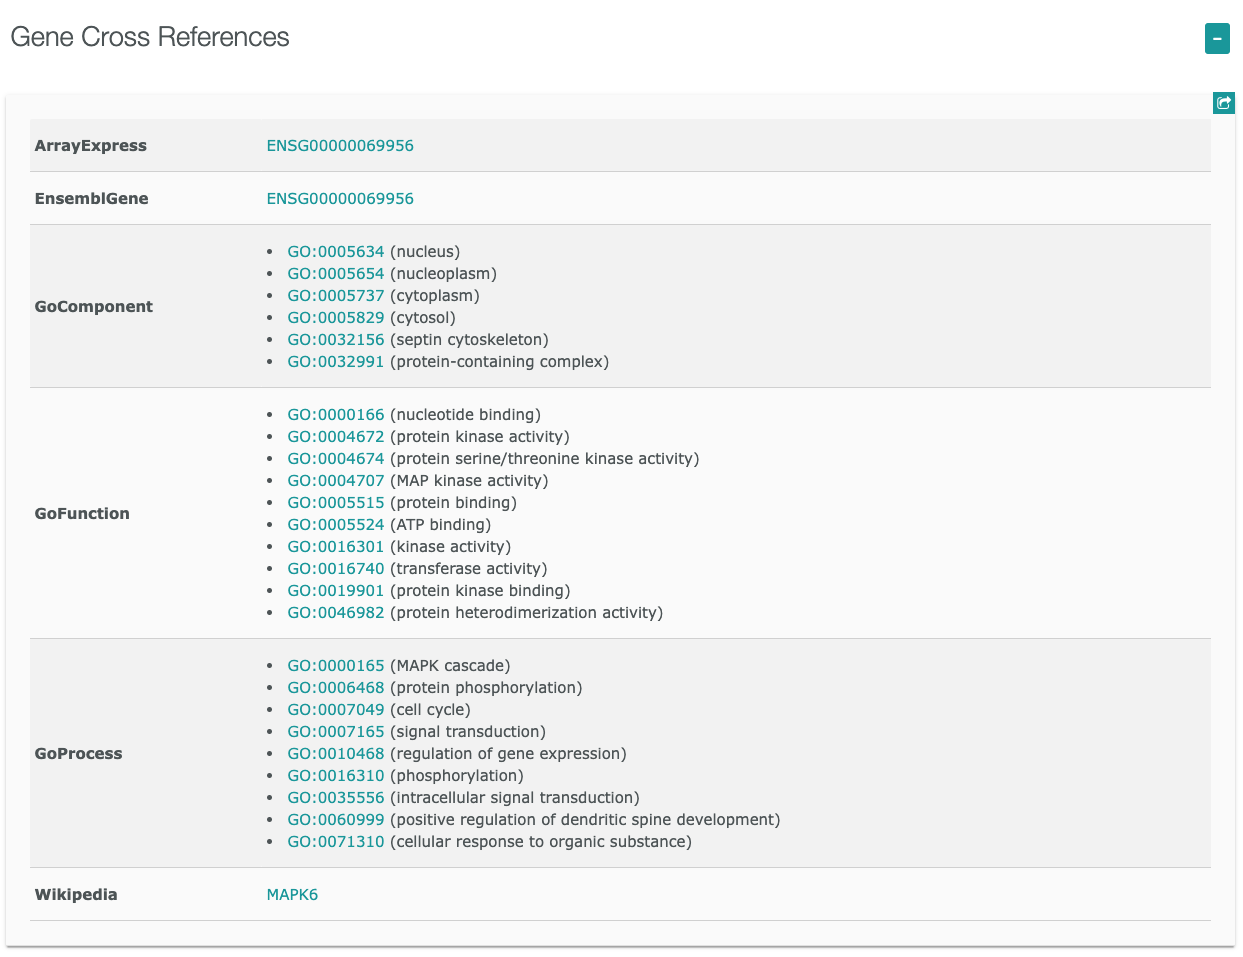 Gene Cross References
-
ArrayExpress ENSG00000069956
EnsemblGene ENSG00000069956
GoComponent
• GO:0005634 (nucleus)
• GO:0005654 (nucleoplasm)
• GO:0005737 (cytoplasm)
• GO:0005829 (cytosol)
• GO:0032156 (septin cytoskeleton)
• GO:0032991 (protein-containing complex)
GoFunction
• GO:0000166 (nucleotide binding)
• GO:0004672 (protein kinase activity)
• GO:0004674 (protein serine/threonine kinase activity)
• GO:0004707 (MAP kinase activity)
• GO:0005515 (protein binding)
• GO:0005524 (ATP binding)
• GO:0016301 (kinase activity)
• GO:0016740 (transferase activity)
• GO:0019901 (protein kinase binding)
• GO:0046982 (protein heterodimerization activity)
GoProcess
• GO:0000165 (MAPK cascade)
• GO:0006468 (protein phosphorylation)
• GO:0007049 (cell cycle)
• GO:0007165 (signal transduction)
• GO:0010468 (regulation of gene expression)
• GO:0016310 (phosphorylation)
• GO:0035556 (intracellular signal transduction)
• GO:0060999 (positive regulation of dendritic spine development)
• GO:0071310 (cellular response to organic substance)
Wikipedia MAPK6